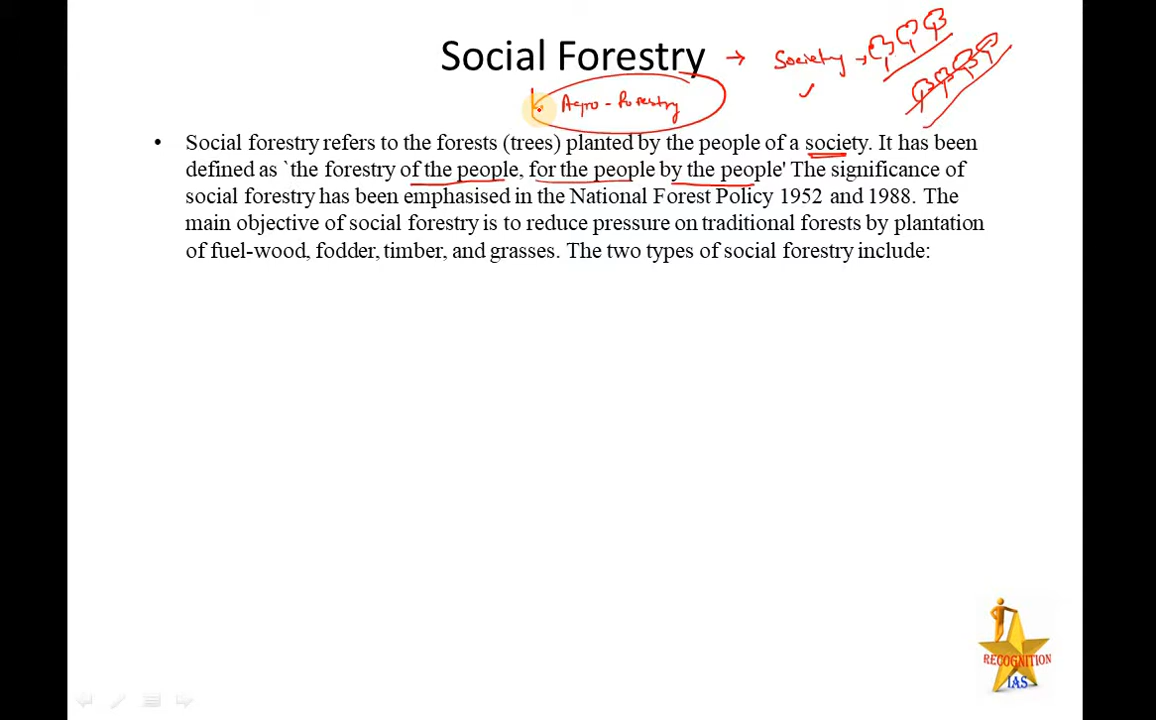 Social Forestry → Society →
Agro-Forestry
• Social forestry refers to the forests (trees) planted by the people of a society. It has been
defined as `the forestry of the people, for the people by the people' The significance of
social forestry has been emphasised in the National Forest Policy 1952 and 1988. The
main objective of social forestry is to reduce pressure on traditional forests by plantation
of fuel-wood, fodder, timber, and grasses. The two types of social forestry include:
RECOGNITION
IAS